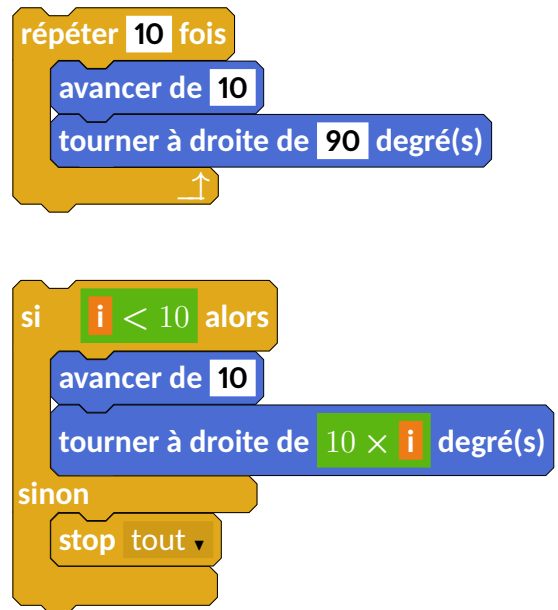 répéter 10 fois
avancer de 10
tourner à droite de 90 degré(s)
si i < 10 alors
avancer de 10
tourner à droite de 10 × i degré(s)
sinon
stop tout